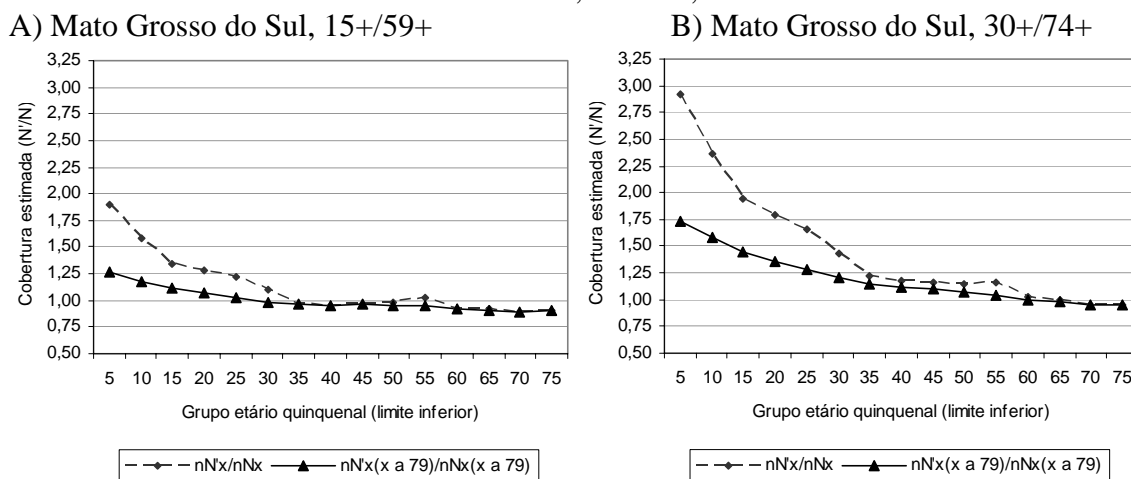 A) Mato Grosso do Sul, 15+/59+
Cobertura estimada (N'/N)
3,25
3,00
2,75
2,50
2,25
2,00
1,75
1,50
1,25
1,00
0,75
0,50
5 10 15 20 25 30 35 40 45 50 55 60 65 70 75
Grupo etário quinquenal (limite inferior)
nN'x/nNx nN'x(x a 79)/nNx(x a 79)
B) Mato Grosso do Sul, 30+/74+
Cobertura estimada (N'/N)
3,25
3,00
2,75
2,50
2,25
2,00
1,75
1,50
1,25
1,00
0,75
0,50
5 10 15 20 25 30 35 40 45 50 55 60 65 70 75
Grupo etário quinquenal (limite inferior)
nN'x/nNx nN'x(x a 79)/nNx(x a 79)